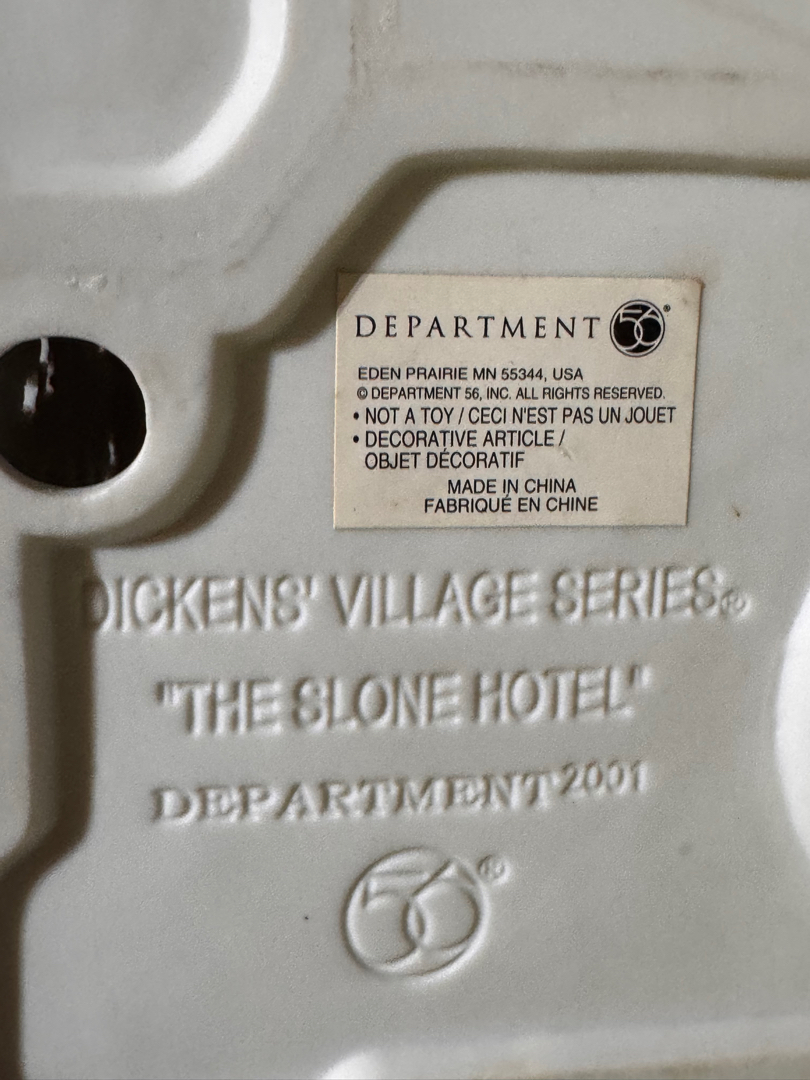 DEPARTMENT 56®
EDEN PRAIRIE MN 55344, USA
© DEPARTMENT 56, INC. ALL RIGHTS RESERVED.
• NOT A TOY / CECI N'EST PAS UN JOUET
• DECORATIVE ARTICLE /
OBJET DÉCORATIF
MADE IN CHINA
FABRIQUÉ EN CHINE
DICKENS' VILLAGE SERIES®
"THE SLONE HOTEL"
DEPARTMENT 2001
56®